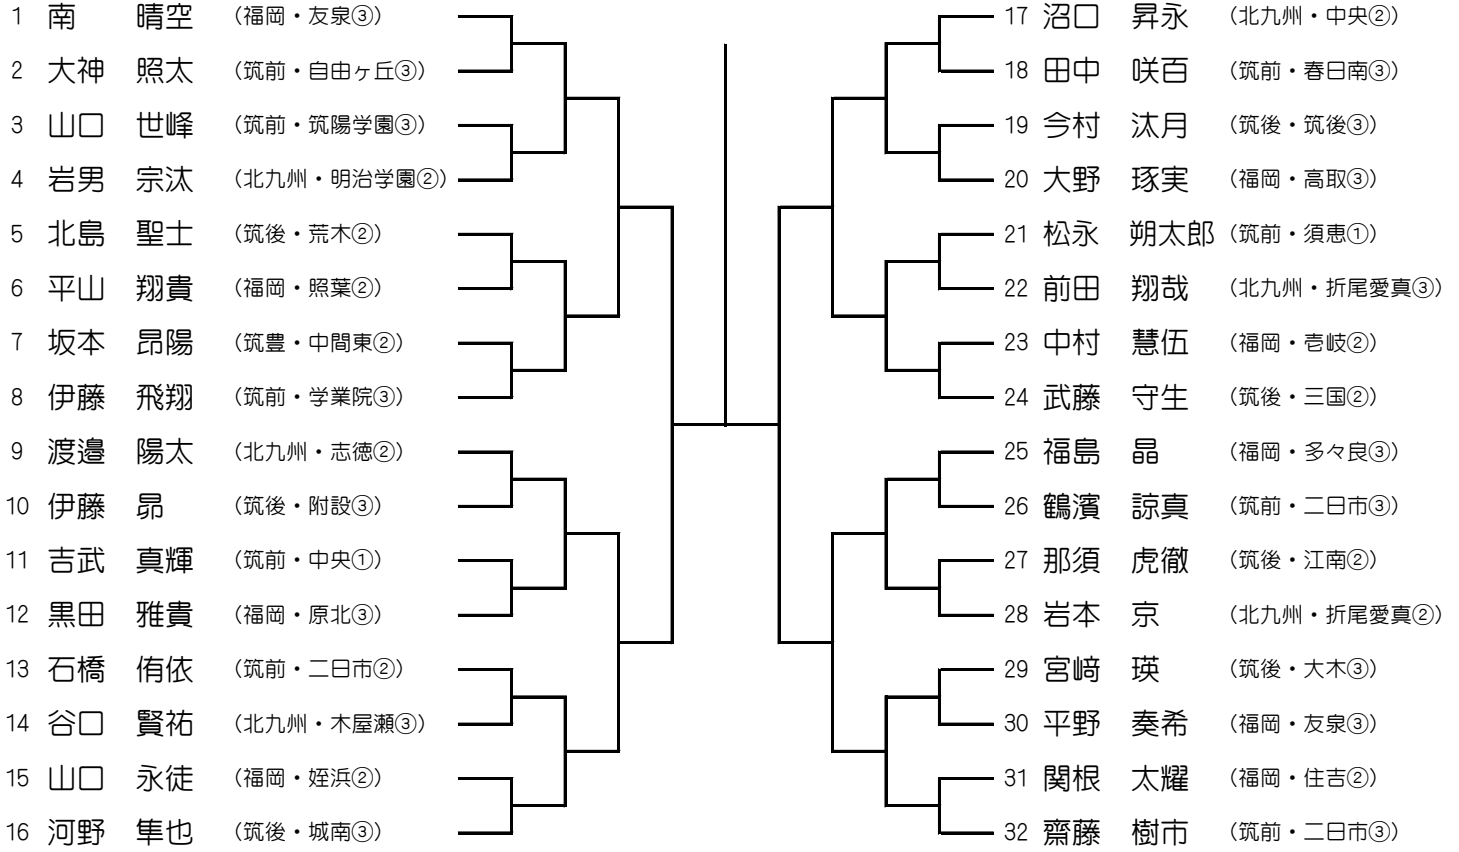 1 南 晴空 (福岡・友泉③)
2 大神 照太 (筑前・自由ヶ丘③)
3 山口 世峰 (筑前・筑陽学園③)
4 岩男 宗汰 (北九州・明治学園②)
5 北島 聖士 (筑後・荒木②)
6 平山 翔貴 (福岡・照葉②)
7 坂本 昂陽 (筑豊・中間東②)
8 伊藤 飛翔 (筑前・学業院③)
9 渡邉 陽太 (北九州・志徳②)
10 伊藤 昴 (筑後・附設③)
11 吉武 真輝 (筑前・中央①)
12 黒田 雅貴 (福岡・原北③)
13 石橋 侑依 (筑前・二日市②)
14 谷口 賢祐 (北九州・木屋瀬③)
15 山口 永徒 (福岡・姪浜②)
16 河野 隼也 (筑後・城南③)
17 沼口 昇永 (北九州・中央②)
18 田中 咲百 (筑前・春日南③)
19 今村 汰月 (筑後・筑後③)
20 大野 琢実 (福岡・高取③)
21 松永 朔太郎 (筑前・須恵①)
22 前田 翔哉 (北九州・折尾愛真③)
23 中村 慧伍 (福岡・壱岐②)
24 武藤 守生 (筑後・三国②)
25 福島 晶 (福岡・多々良③)
26 鶴濱 諒真 (筑前・二日市③)
27 那須 虎徹 (筑後・江南②)
28 岩本 京 (北九州・折尾愛真②)
29 宮﨑 瑛 (筑後・大木③)
30 平野 奏希 (福岡・友泉③)
31 関根 太耀 (福岡・住吉②)
32 齋藤 樹市 (筑前・二日市③)